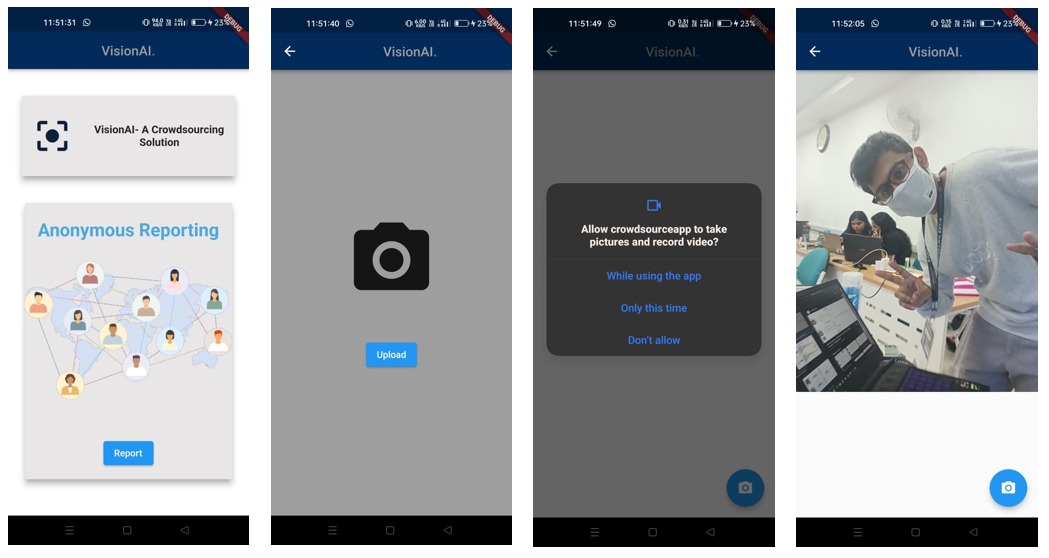 11:51:31
23%
DEBUG
VisionAI.
VisionAI- A Crowdsourcing
Solution
Anonymous Reporting
Report
11:51:40
23%
DEBUG
VisionAI.
Upload
11:51:49
23%
DEBUG
VisionAI.
Allow crowdsourceapp to take
pictures and record video?
While using the app
Only this time
Don't allow
11:52:05
23%
DEBUG
VisionAI.